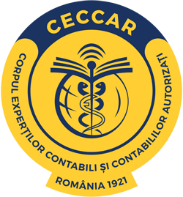 CECCAR
CORPUL EXPERȚILOR CONTABILI ȘI CONTABILILOR AUTORIZAȚI
ROMÂNIA 1921